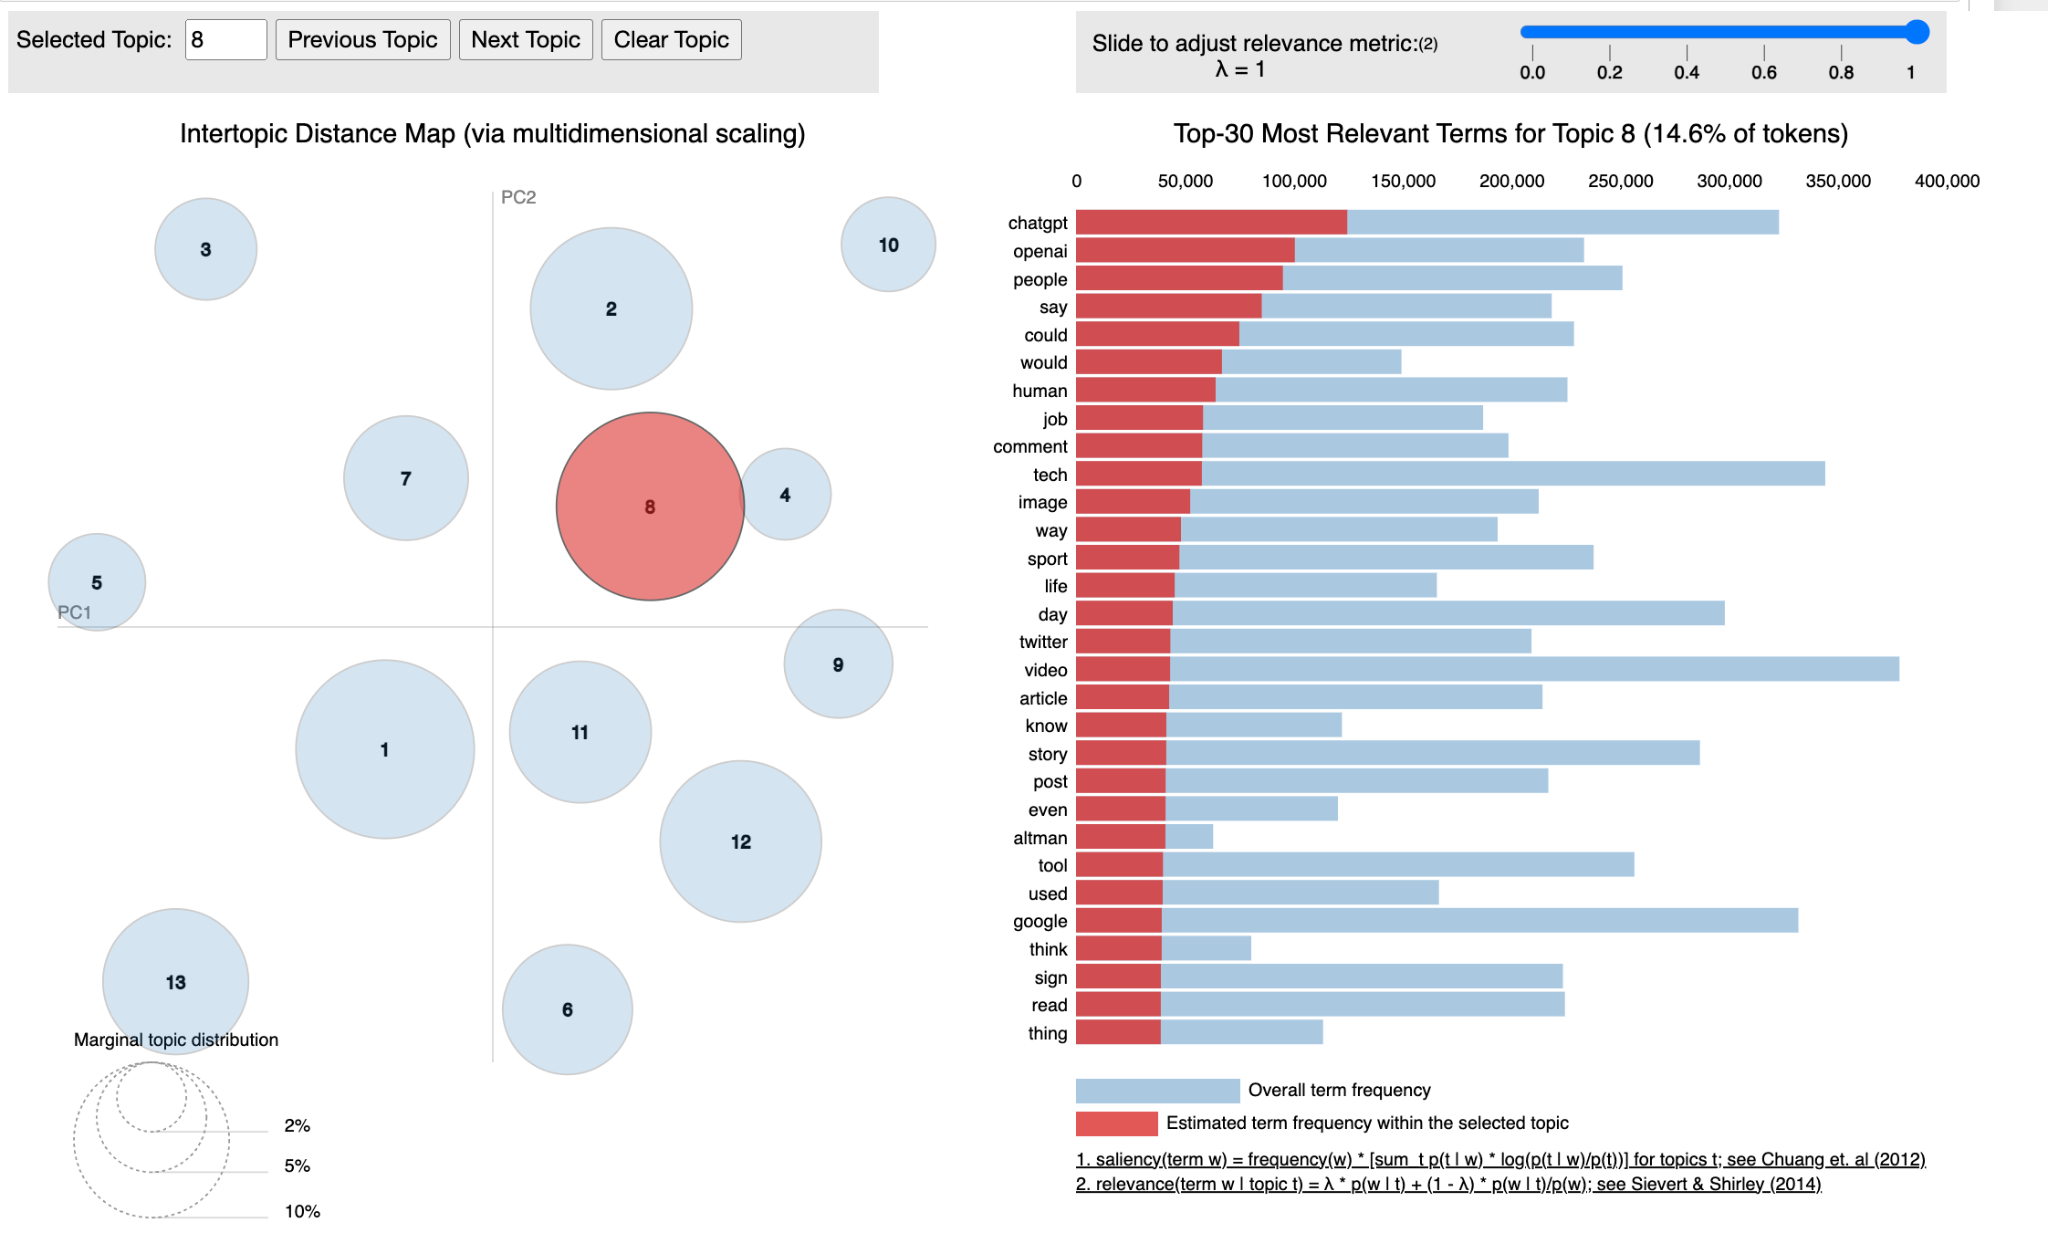 Selected Topic: 8 Previous Topic Next Topic Clear Topic
Slide to adjust relevance metric:(2)
λ = 1
0.0 0.2 0.4 0.6 0.8 1
Intertopic Distance Map (via multidimensional scaling)
PC2
3
10
2
7
4
8
5
PC1
9
11
1
12
13
6
Marginal topic distribution
2%
5%
10%
Top-30 Most Relevant Terms for Topic 8 (14.6% of tokens)
0 50,000 100,000 150,000 200,000 250,000 300,000 350,000 400,000
chatgpt
openai
people
say
could
would
human
job
comment
tech
image
way
sport
life
day
twitter
video
article
know
story
post
even
altman
tool
used
google
think
sign
read
thing
Overall term frequency
Estimated term frequency within the selected topic
1. saliency(term w) = frequency(w) * [sum_t p(t | w) * log(p(t | w)/p(t))] for topics t; see Chuang et. al (2012)
2. relevance(term w | topic t) = λ * p(w | t) + (1 - λ) * p(w | t)/p(w); see Sievert & Shirley (2014)